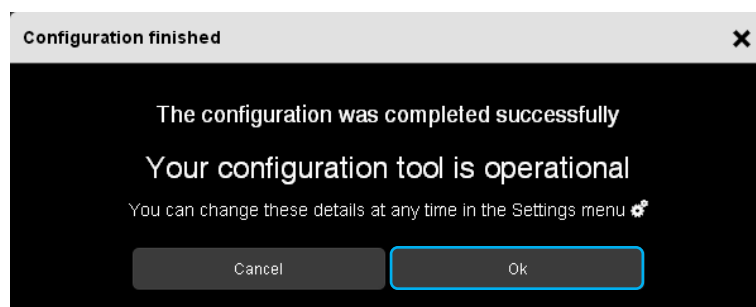 Configuration finished
The configuration was completed successfully
Your configuration tool is operational
You can change these details at any time in the Settings menu
Cancel
Ok